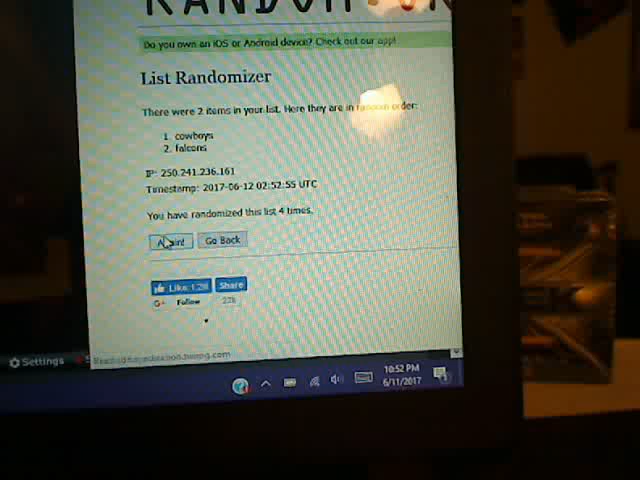 Do you own an iOS or Android device? Check out our app!
List Randomizer
There were 2 items in your list. Here they are in random order:
1. cowboys
2. falcons
IP: 250.241.236.161
Timestamp: 2017-06-12 02:52:55 UTC
You have randomized this list 4 times.
Again! Go Back
Like Share
G+ Follow
Settings
10:52 PM
6/11/2017